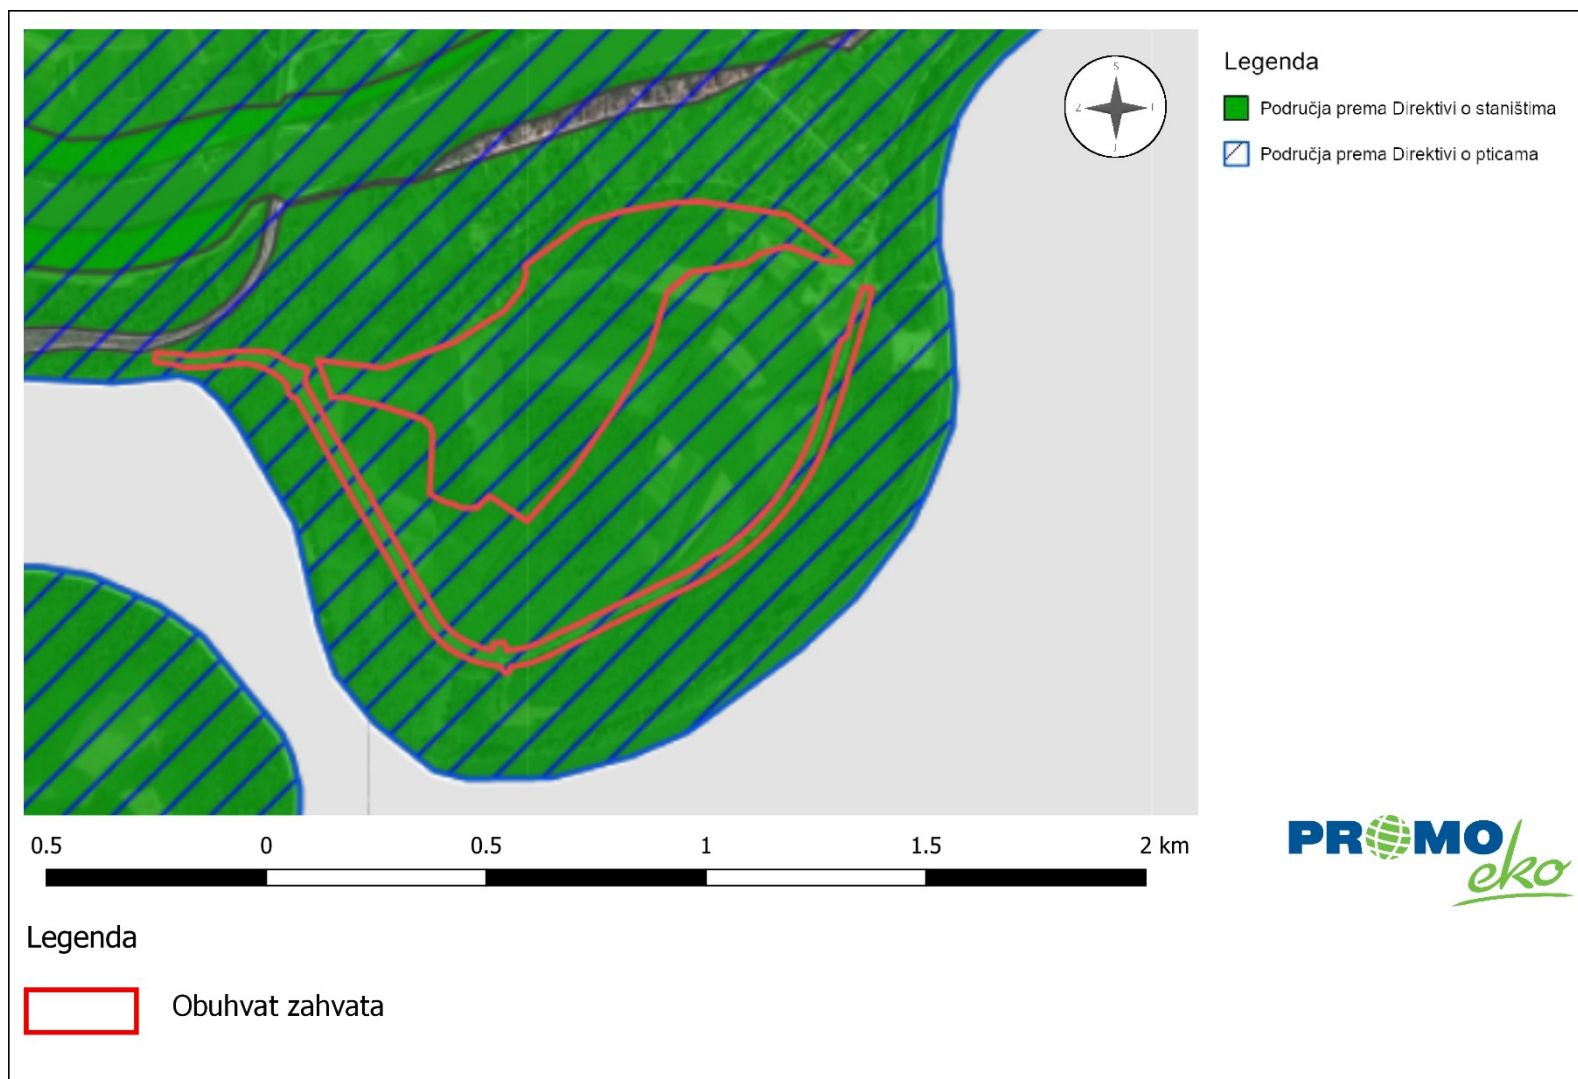 Legenda
Područja prema Direktivi o staništima
Područja prema Direktivi o pticama
S
Z I
J
0.5 0 0.5 1 1.5 2 km
PROMO
eko
Legenda
Obuhvat zahvata